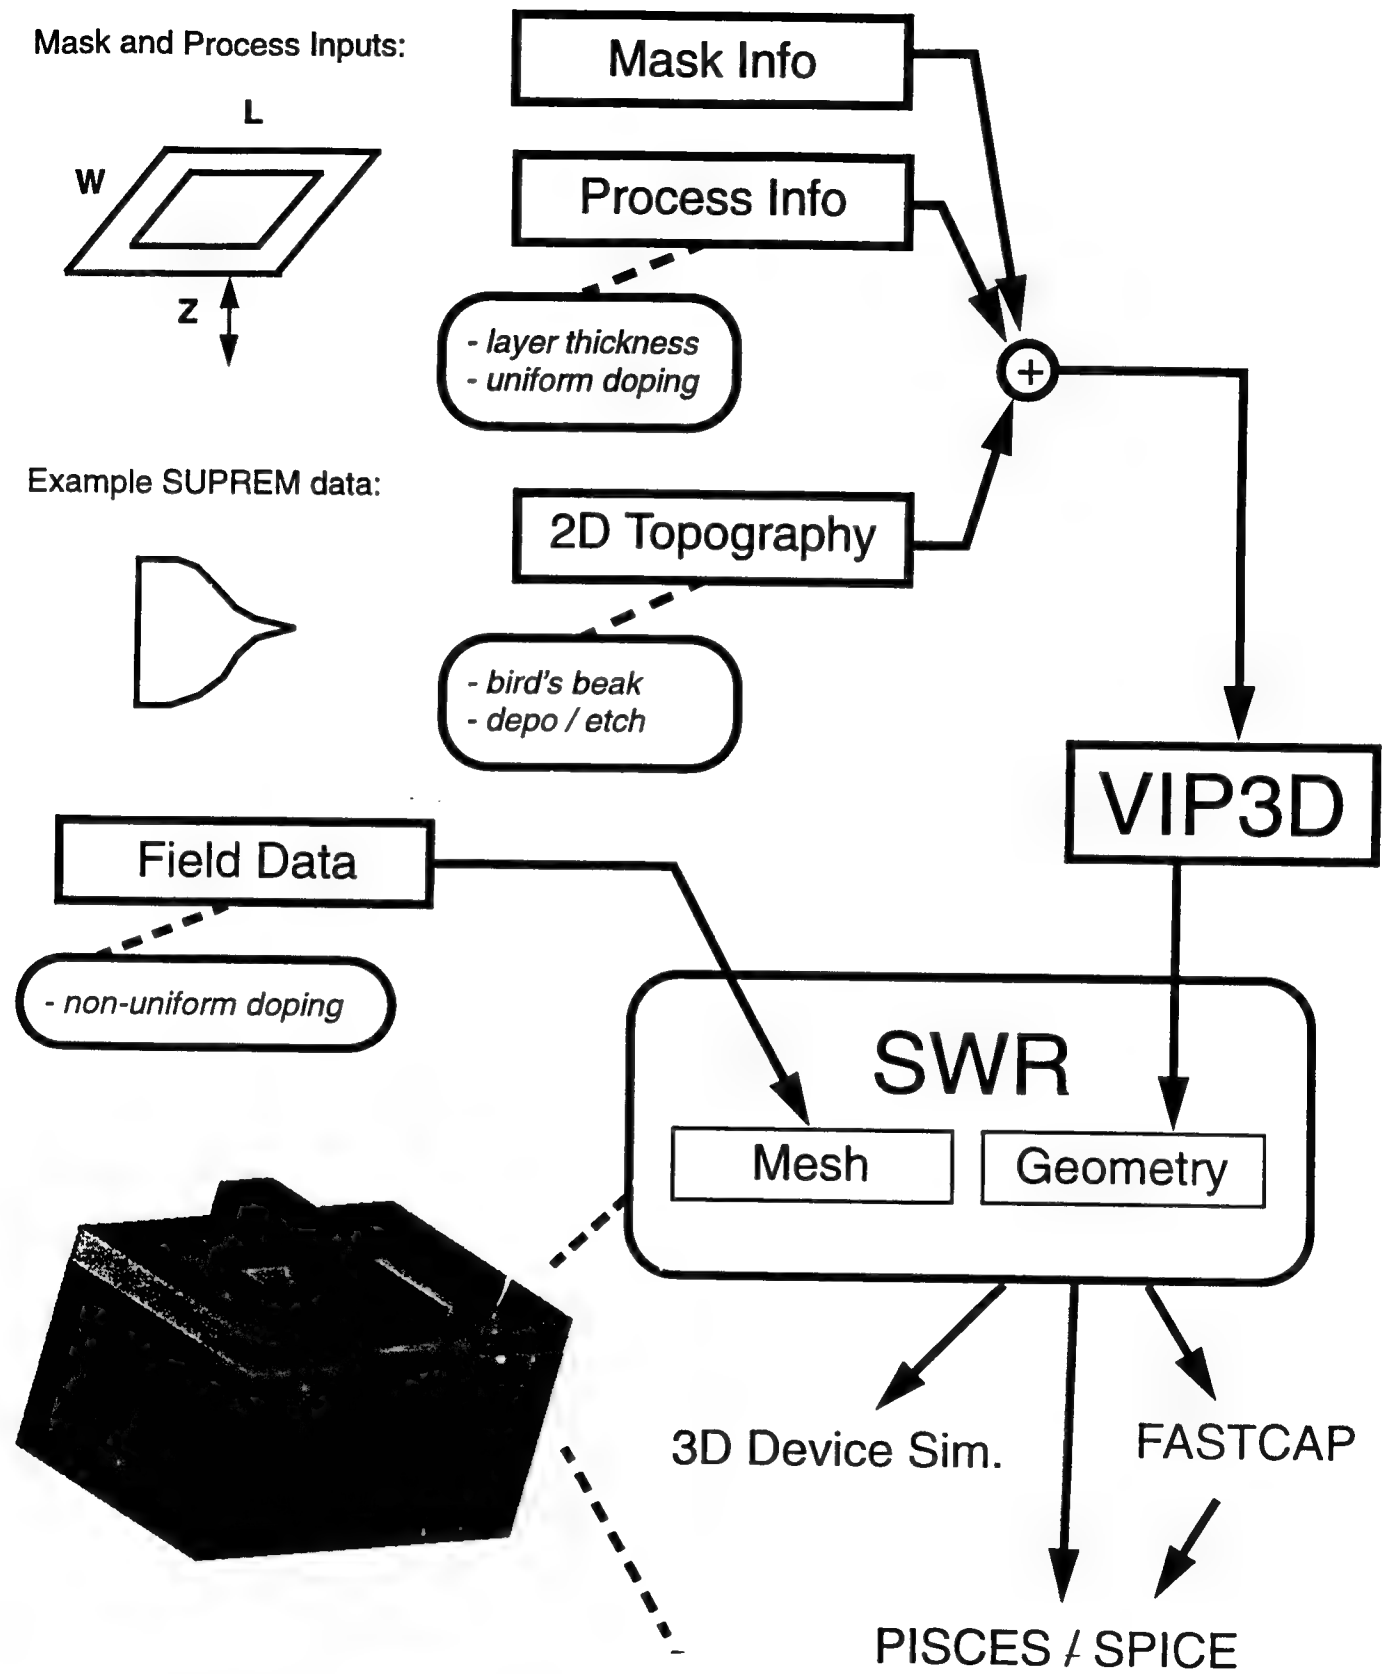 Mask and Process Inputs:
L
W
Z
Mask Info
Process Info
- layer thickness
- uniform doping
+
Example SUPREM data:
2D Topography
- bird's beak
- depo / etch
VIP3D
Field Data
- non-uniform doping
SWR
Mesh
Geometry
3D Device Sim.
FASTCAP
PISCES / SPICE